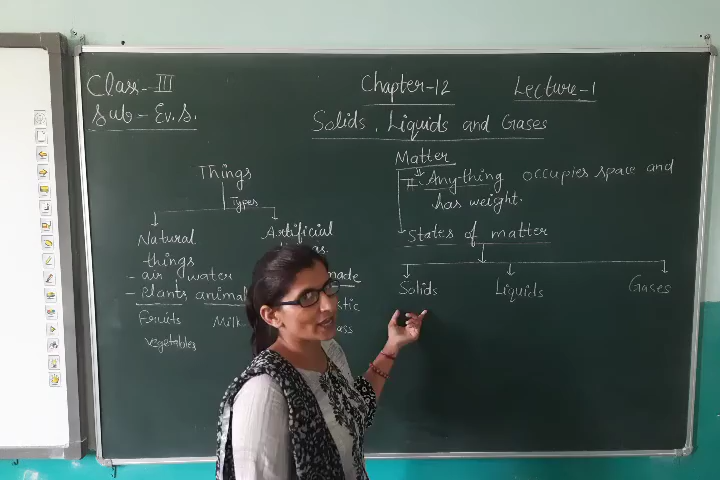 Class-III
Sub-Ev.S.
Chapter-12
Lecture-1
Solids, Liquids and Gases
Things
Types
Natural things
Artificial
- air water
- Plants animal
Fruits Milk
vegetables
made
Matter
Any-thing occupies space and
has weight.
States of matter
Solids
Liquids
Gases